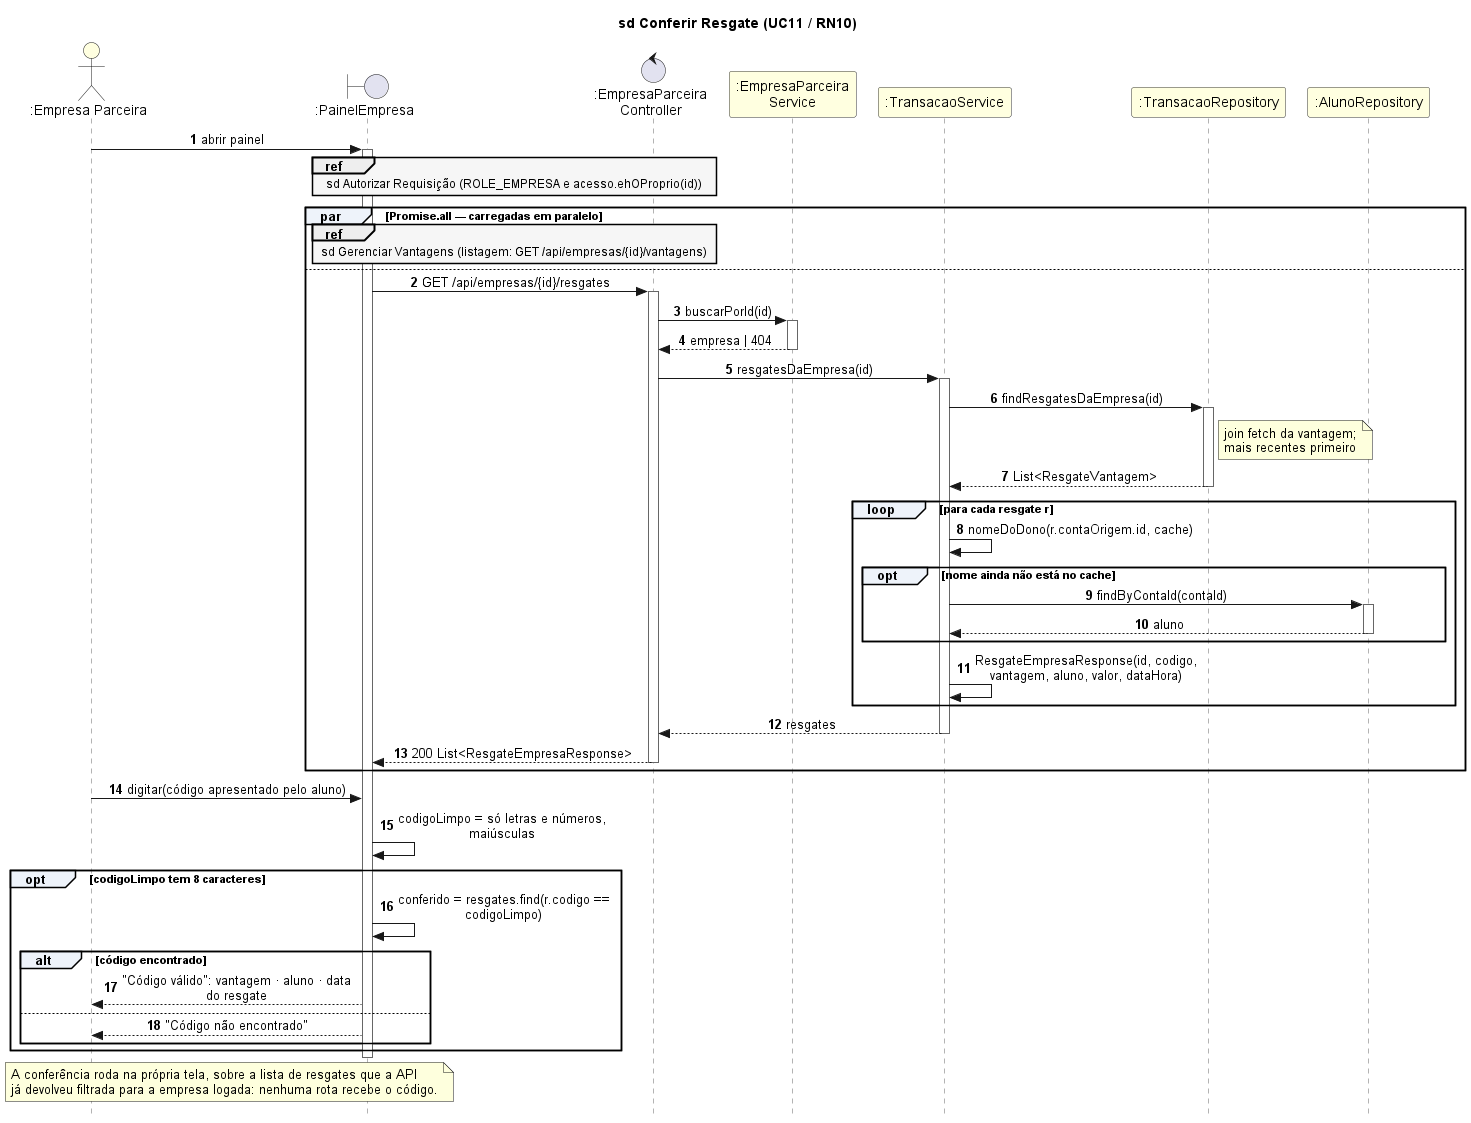 sd Conferir Resgate (UC11 / RN10)
:Empresa Parceira
:PainelEmpresa
:EmpresaParceira
Controller
:EmpresaParceira
Service
:TransacaoService
:TransacaoRepository
:AlunoRepository
1 abrir painel
ref
sd Autorizar Requisição (ROLE_EMPRESA e acesso.ehOProprio(id))
par [Promise.all — carregadas em paralelo]
ref
sd Gerenciar Vantagens (listagem: GET /api/empresas/{id}/vantagens)
2 GET /api/empresas/{id}/resgates
3 buscarPorId(id)
4 empresa | 404
5 resgatesDaEmpresa(id)
6 findResgatesDaEmpresa(id)
join fetch da vantagem;
mais recentes primeiro
7 List<ResgateVantagem>
loop [para cada resgate r]
8 nomeDoDono(r.contaOrigem.id, cache)
opt [nome ainda não está no cache]
9 findByContaId(contaId)
10 aluno
11 ResgateEmpresaResponse(id, codigo,
vantagem, aluno, valor, dataHora)
12 resgates
13 200 List<ResgateEmpresaResponse>
14 digitar(código apresentado pelo aluno)
15 codigoLimpo = só letras e números,
maiúsculas
opt [codigoLimpo tem 8 caracteres]
16 conferido = resgates.find(r.codigo ==
codigoLimpo)
alt [código encontrado]
17 "Código válido": vantagem · aluno · data
do resgate
18 "Código não encontrado"
A conferência roda na própria tela, sobre a lista de resgates que a API
já devolveu filtrada para a empresa logada: nenhuma rota recebe o código.